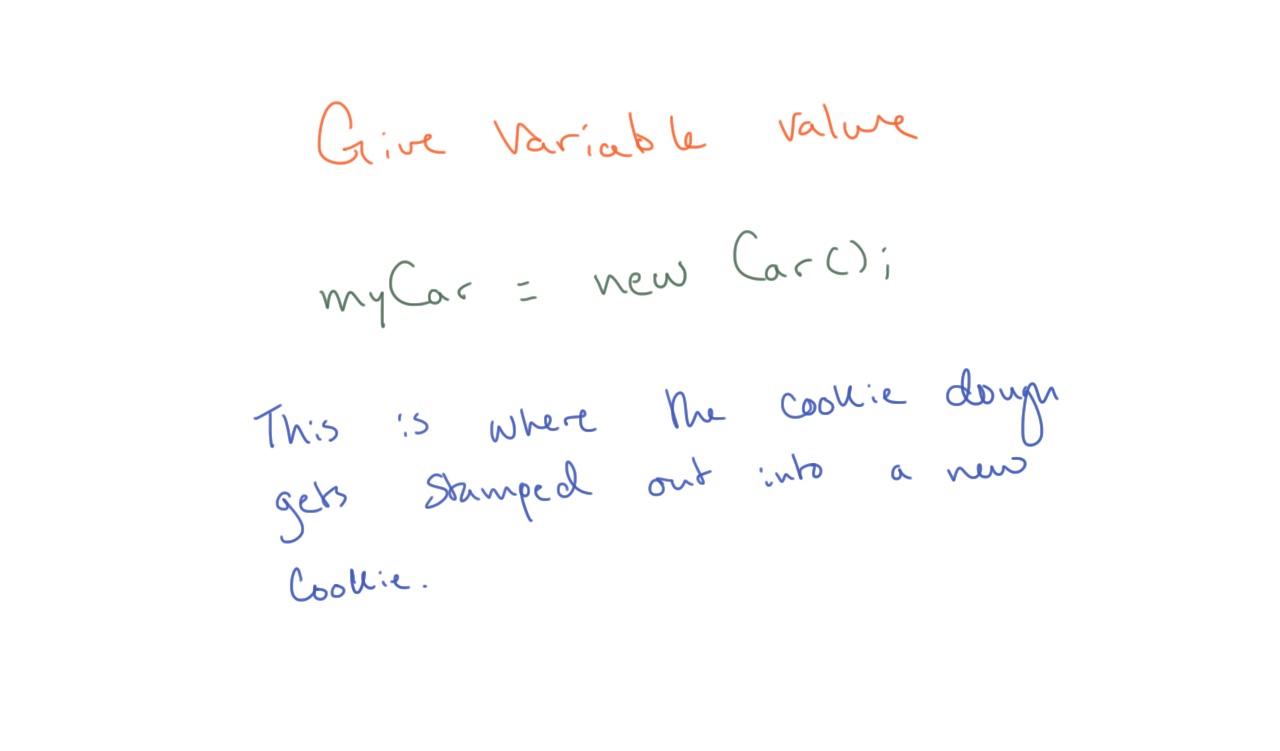 Give variable value
myCar = new Car();
This is where the cookie dough
gets stamped out into a new
Cookie.